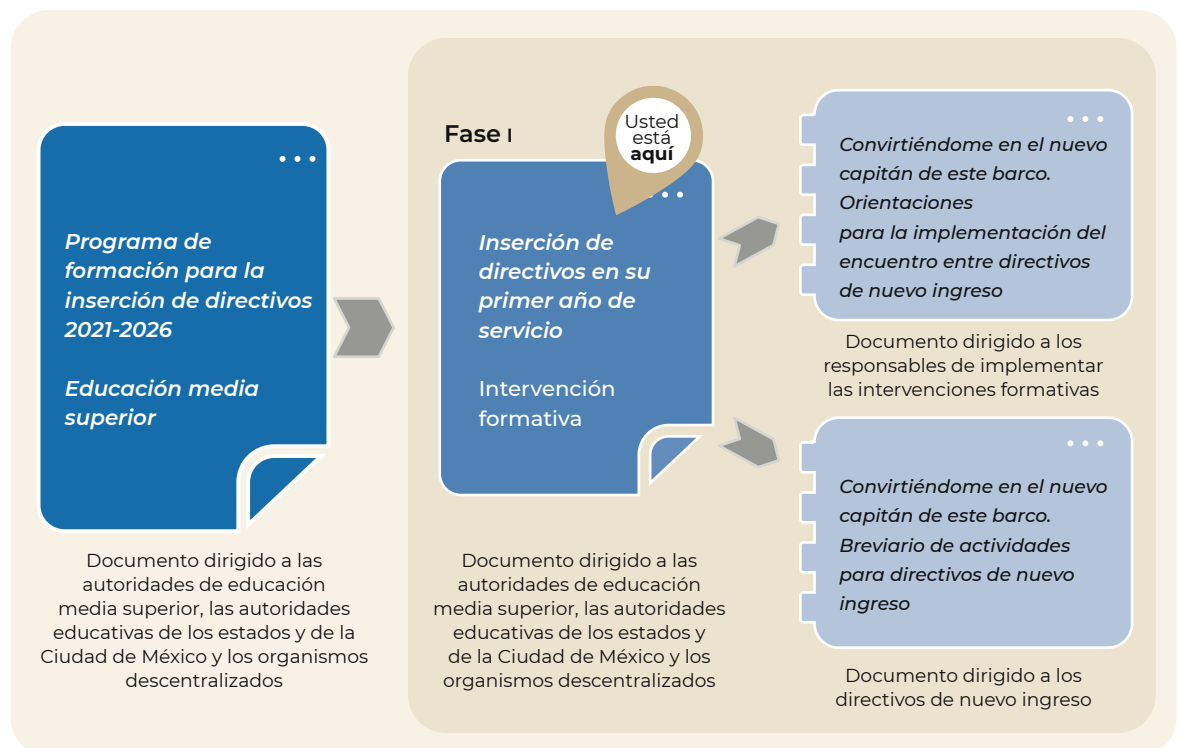 Programa de
formación para la
inserción de directivos
2021-2026
Educación media
superior
Documento dirigido a las
autoridades de educación
media superior, las autoridades
educativas de los estados y de la
Ciudad de México y los organismos
descentralizados
Fase I
Usted
está
aquí
Inserción de
directivos en su
primer año de
servicio
Intervención
formativa
Documento dirigido a las
autoridades de educación
media superior, las autoridades
educativas de los estados y
de la Ciudad de México y los
organismos descentralizados
Convirtiéndome en el nuevo
capitán de este barco.
Orientaciones
para la implementación del
encuentro entre directivos
de nuevo ingreso
Documento dirigido a los
responsables de implementar
las intervenciones formativas
Convirtiéndome en el nuevo
capitán de este barco.
Breviario de actividades
para directivos de nuevo
ingreso
Documento dirigido a los
directivos de nuevo ingreso